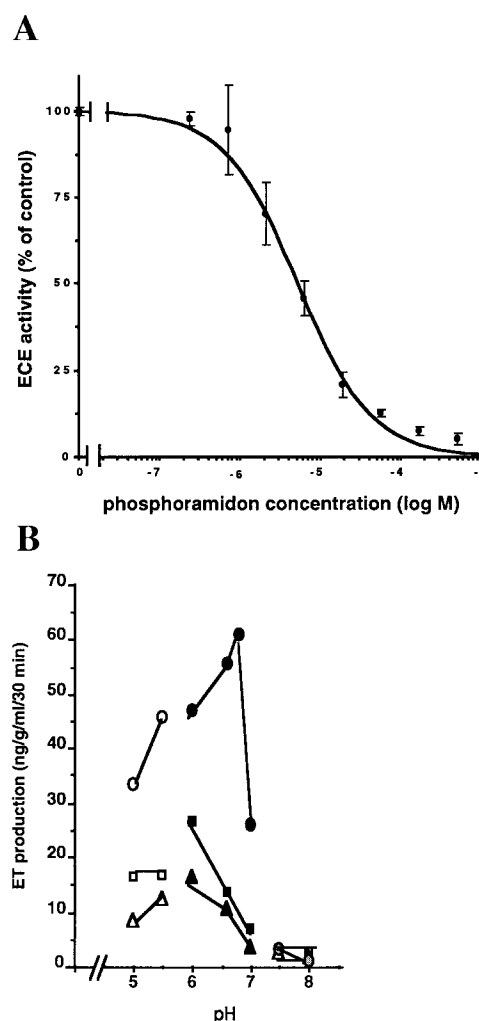 A
100
75
50
25
0
ECE activity (% of control)
0 -7 -6 -5 -4
phosphoramidon concentration (log M)
B
70
60
50
40
30
20
10
0
ET production (ng/g/ml/30 min)
5 6 7 8
pH